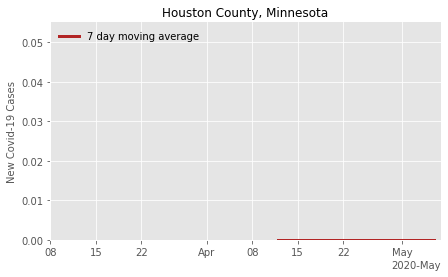 Houston County, Minnesota
7 day moving average
New Covid-19 Cases
0.05
0.04
0.03
0.02
0.01
0.00
08 15 22 Apr 08 15 22 May
2020-May